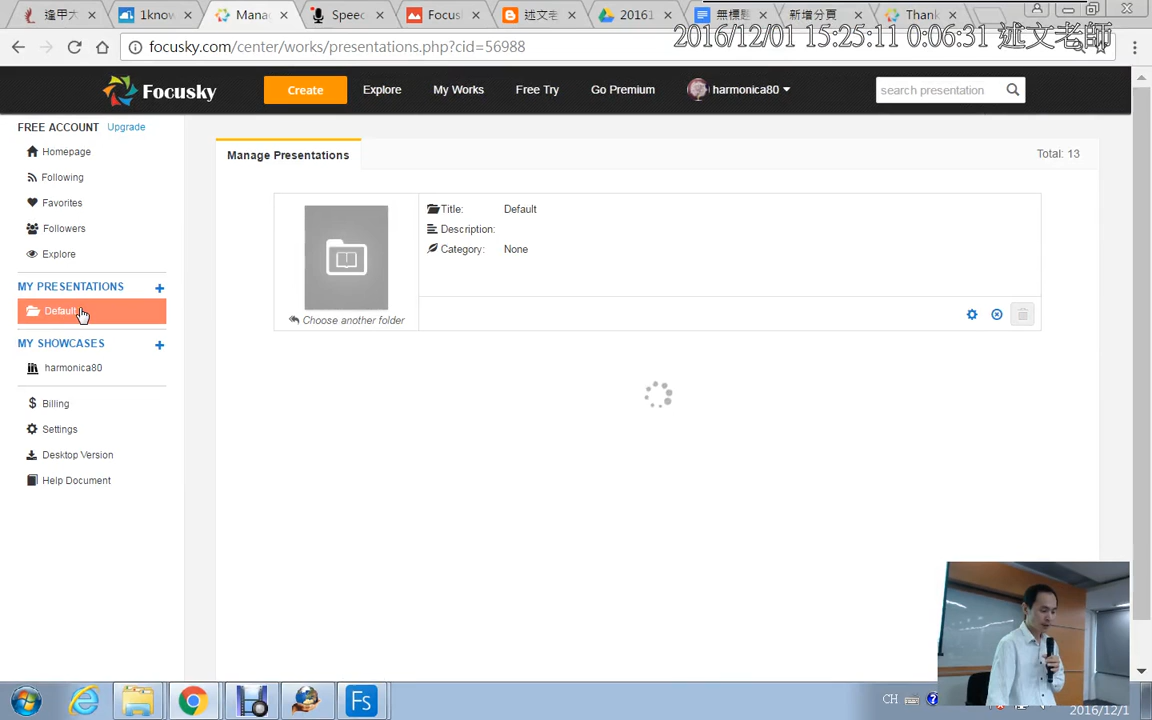 逢甲大
1know
Mana
Speec
Focus
述文老
20161
無標題
新增分頁
Thank
focusky.com/center/works/presentations.php?cid=56988
2016/12/01 15:25:11 0:06:31 述文老師
Focusky
Create
Explore
My Works
Free Try
Go Premium
harmonica80
search presentation
FREE ACCOUNT Upgrade
Homepage
Following
Favorites
Followers
Explore
MY PRESENTATIONS +
Default
MY SHOWCASES +
harmonica80
$ Billing
Settings
Desktop Version
Help Document
Manage Presentations
Total: 13
Title: Default
Description:
Category: None
Choose another folder
Fs
CH
2016/12/1